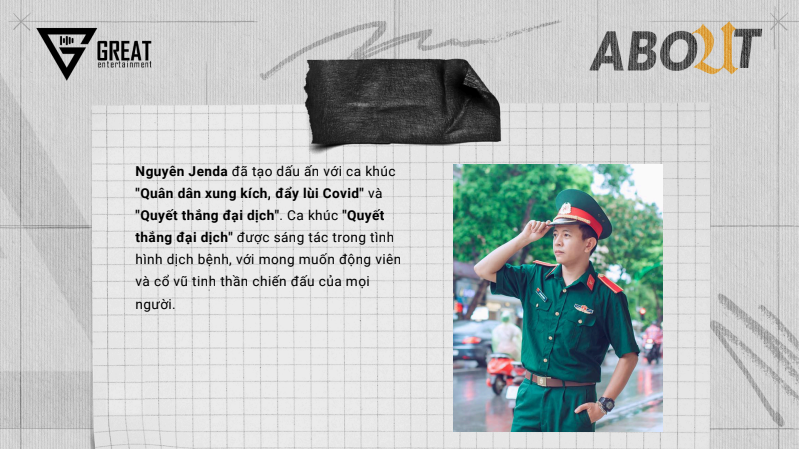 GREAT
entertainment
ABOUT
Nguyên Jenda đã tạo dấu ấn với ca khúc
"Quân dân xung kích, đẩy lùi Covid" và
"Quyết thắng đại dịch". Ca khúc "Quyết
thắng đại dịch" được sáng tác trong tình
hình dịch bệnh, với mong muốn động viên
và cổ vũ tinh thần chiến đấu của mọi
người.